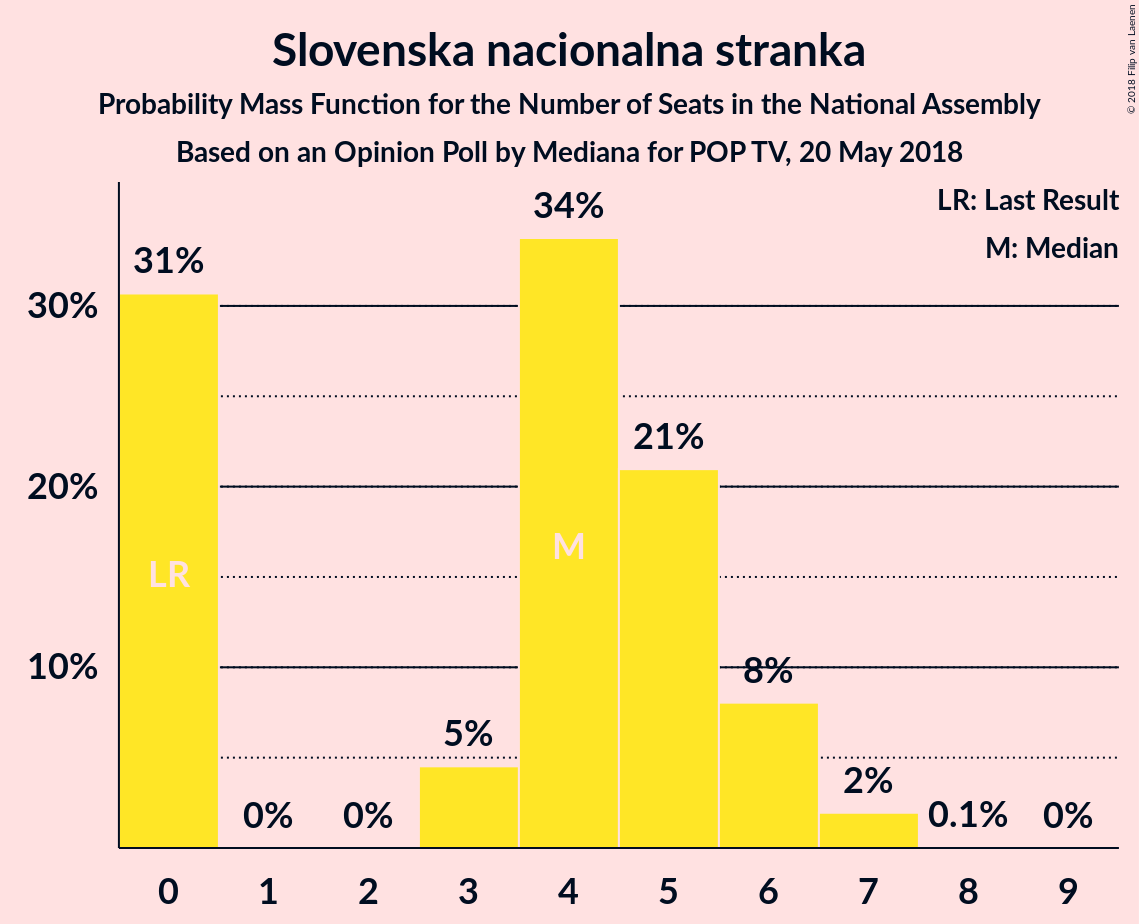 Slovenska nacionalna stranka
Probability Mass Function for the Number of Seats in the National Assembly
Based on an Opinion Poll by Mediana for POP TV, 20 May 2018
© 2018 Filip van Laenen
LR: Last Result
M: Median
30%
20%
10%
31%
0%
0%
5%
34%
21%
8%
2%
0.1%
0%
LR
M
0 1 2 3 4 5 6 7 8 9